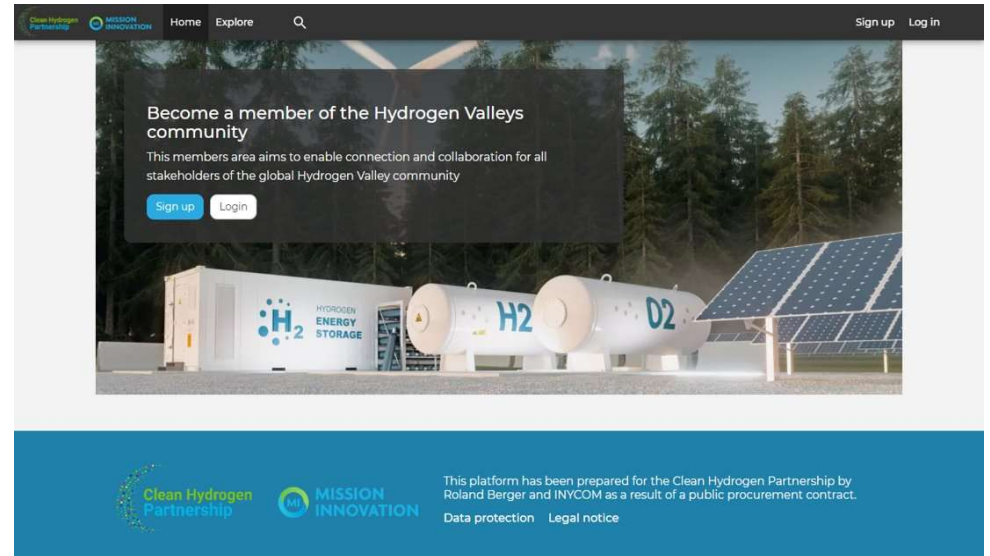 Clean Hydrogen
Partnership
MISSION
INNOVATION
Home Explore
Sign up Log in
Become a member of the Hydrogen Valleys
community
This members area aims to enable connection and collaboration for all
stakeholders of the global Hydrogen Valley community
Sign up Login
H2
HYDROGEN
ENERGY
STORAGE
H2
O2
Clean Hydrogen
Partnership
MI
MISSION
INNOVATION
This platform has been prepared for the Clean Hydrogen Partnership by
Roland Berger and INYCOM as a result of a public procurement contract.
Data protection Legal notice